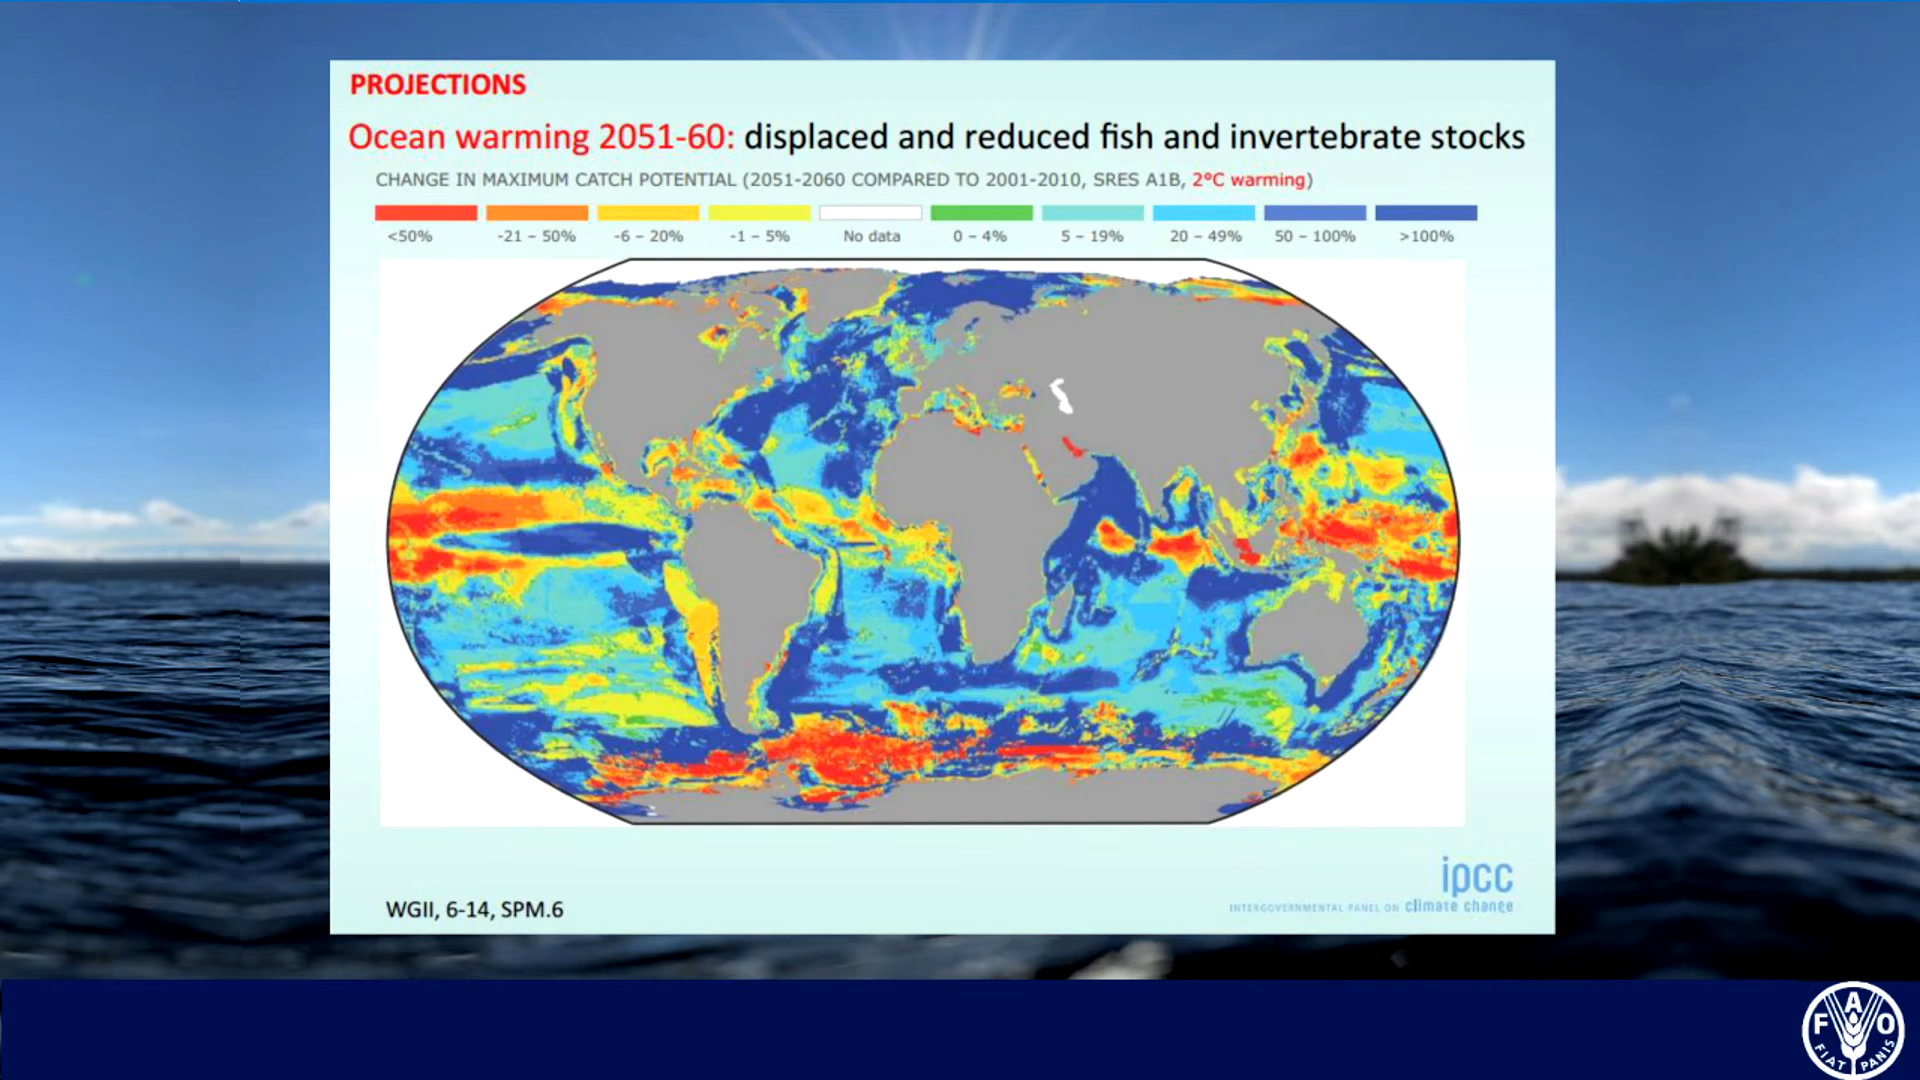 PROJECTIONS
Ocean warming 2051-60: displaced and reduced fish and invertebrate stocks
CHANGE IN MAXIMUM CATCH POTENTIAL (2051-2060 COMPARED TO 2001-2010, SRES A1B, 2°C warming)
<50% -21 – 50% -6 – 20% -1 – 5% No data 0 – 4% 5 – 19% 20 – 49% 50 – 100% >100%
ipcc
INTERGOVERNMENTAL PANEL ON climate change
WGII, 6-14, SPM.6
F A O
FIAT PANIS